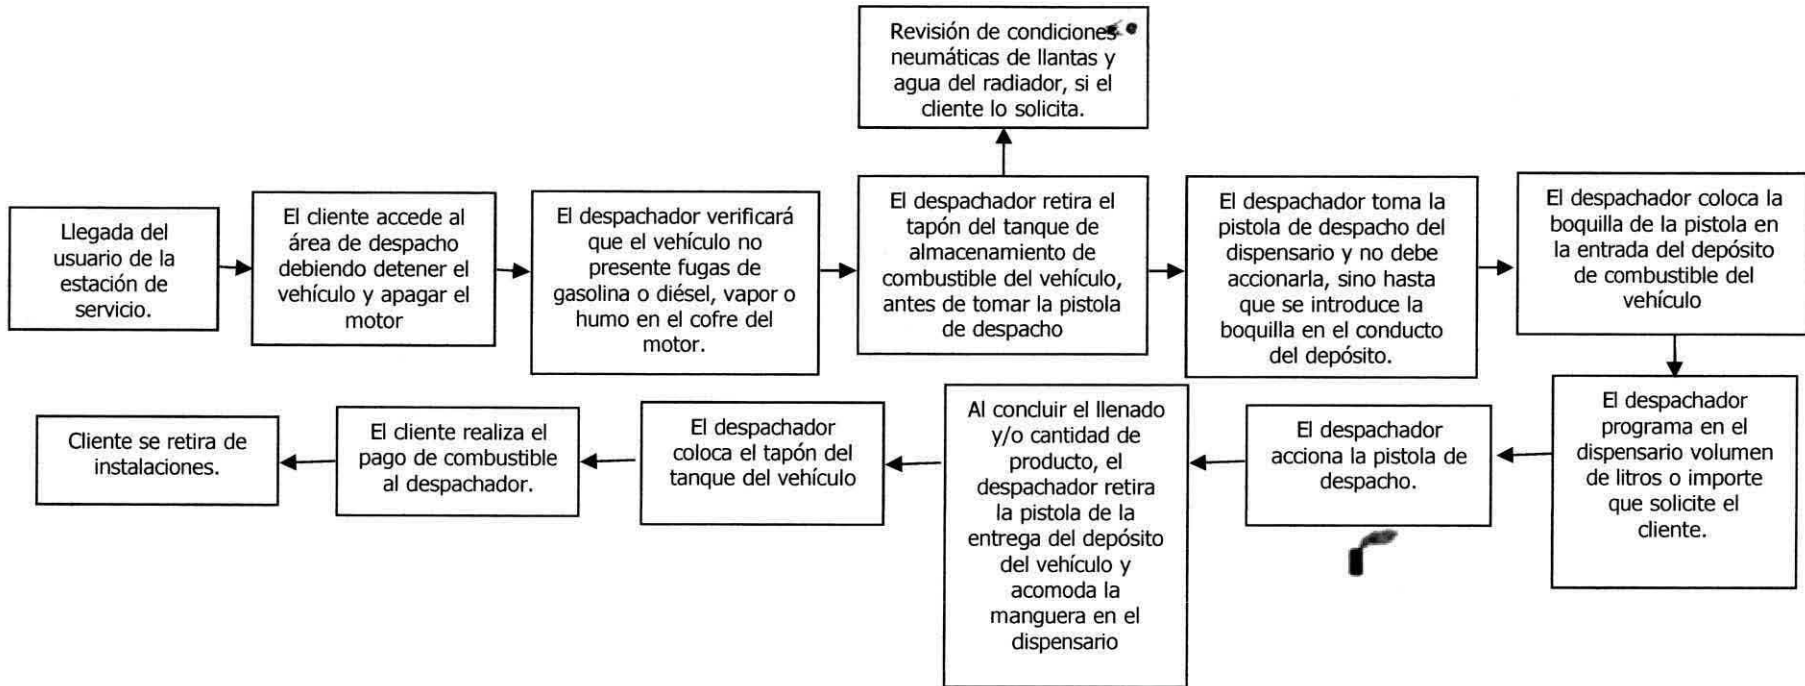 Revisión de condiciones
neumáticas de llantas y
agua del radiador, si el
cliente lo solicita.
Llegada del
usuario de la
estación de
servicio.
El cliente accede al
área de despacho
debiendo detener el
vehículo y apagar el
motor
El despachador verificará
que el vehículo no
presente fugas de
gasolina o diésel, vapor o
humo en el cofre del
motor.
El despachador retira el
tapón del tanque de
almacenamiento de
combustible del vehículo,
antes de tomar la pistola
de despacho
El despachador toma la
pistola de despacho del
dispensario y no debe
accionarla, sino hasta
que se introduce la
boquilla en el conducto
del depósito.
El despachador coloca la
boquilla de la pistola en
la entrada del depósito
de combustible del
vehículo
El despachador
programa en el
dispensario volumen
de litros o importe
que solicite el
cliente.
El despachador
acciona la pistola de
despacho.
Al concluir el llenado
y/o cantidad de
producto, el
despachador retira
la pistola de la
entrega del depósito
del vehículo y
acomoda la
manguera en el
dispensario
El despachador
coloca el tapón del
tanque del vehículo
El cliente realiza el
pago de combustible
al despachador.
Cliente se retira de
instalaciones.